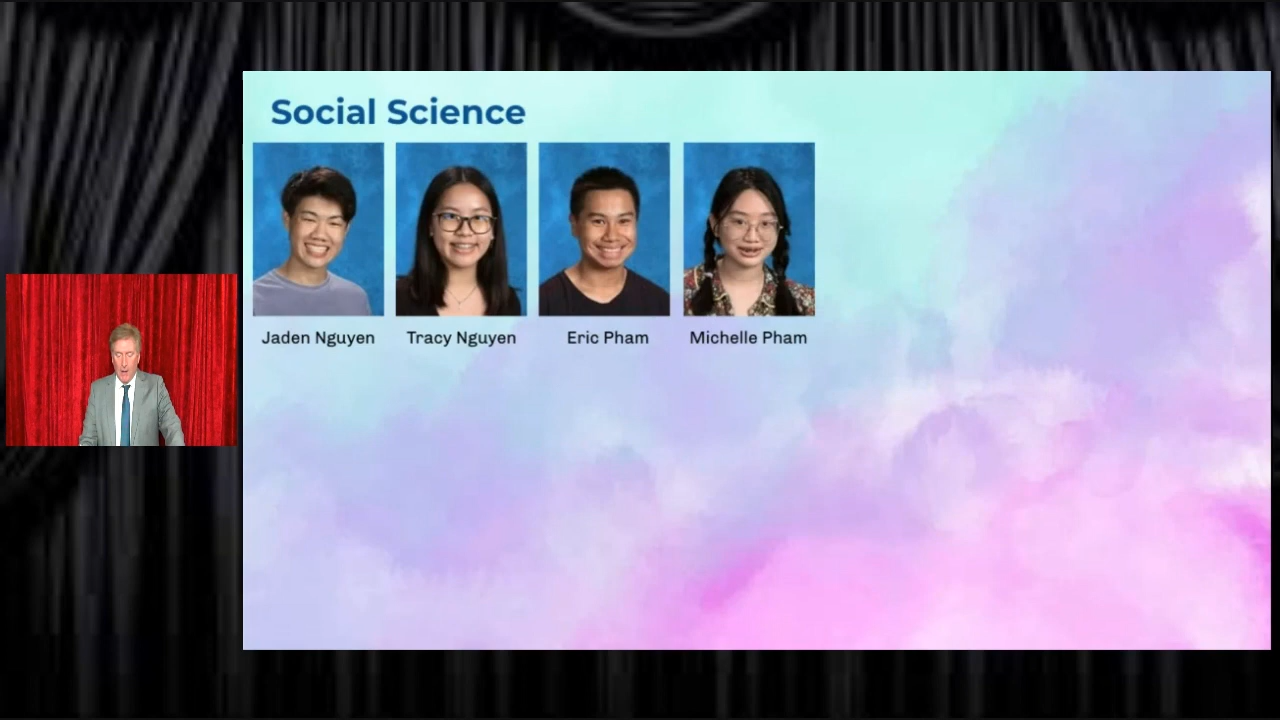 Social Science
Jaden Nguyen
Tracy Nguyen
Eric Pham
Michelle Pham